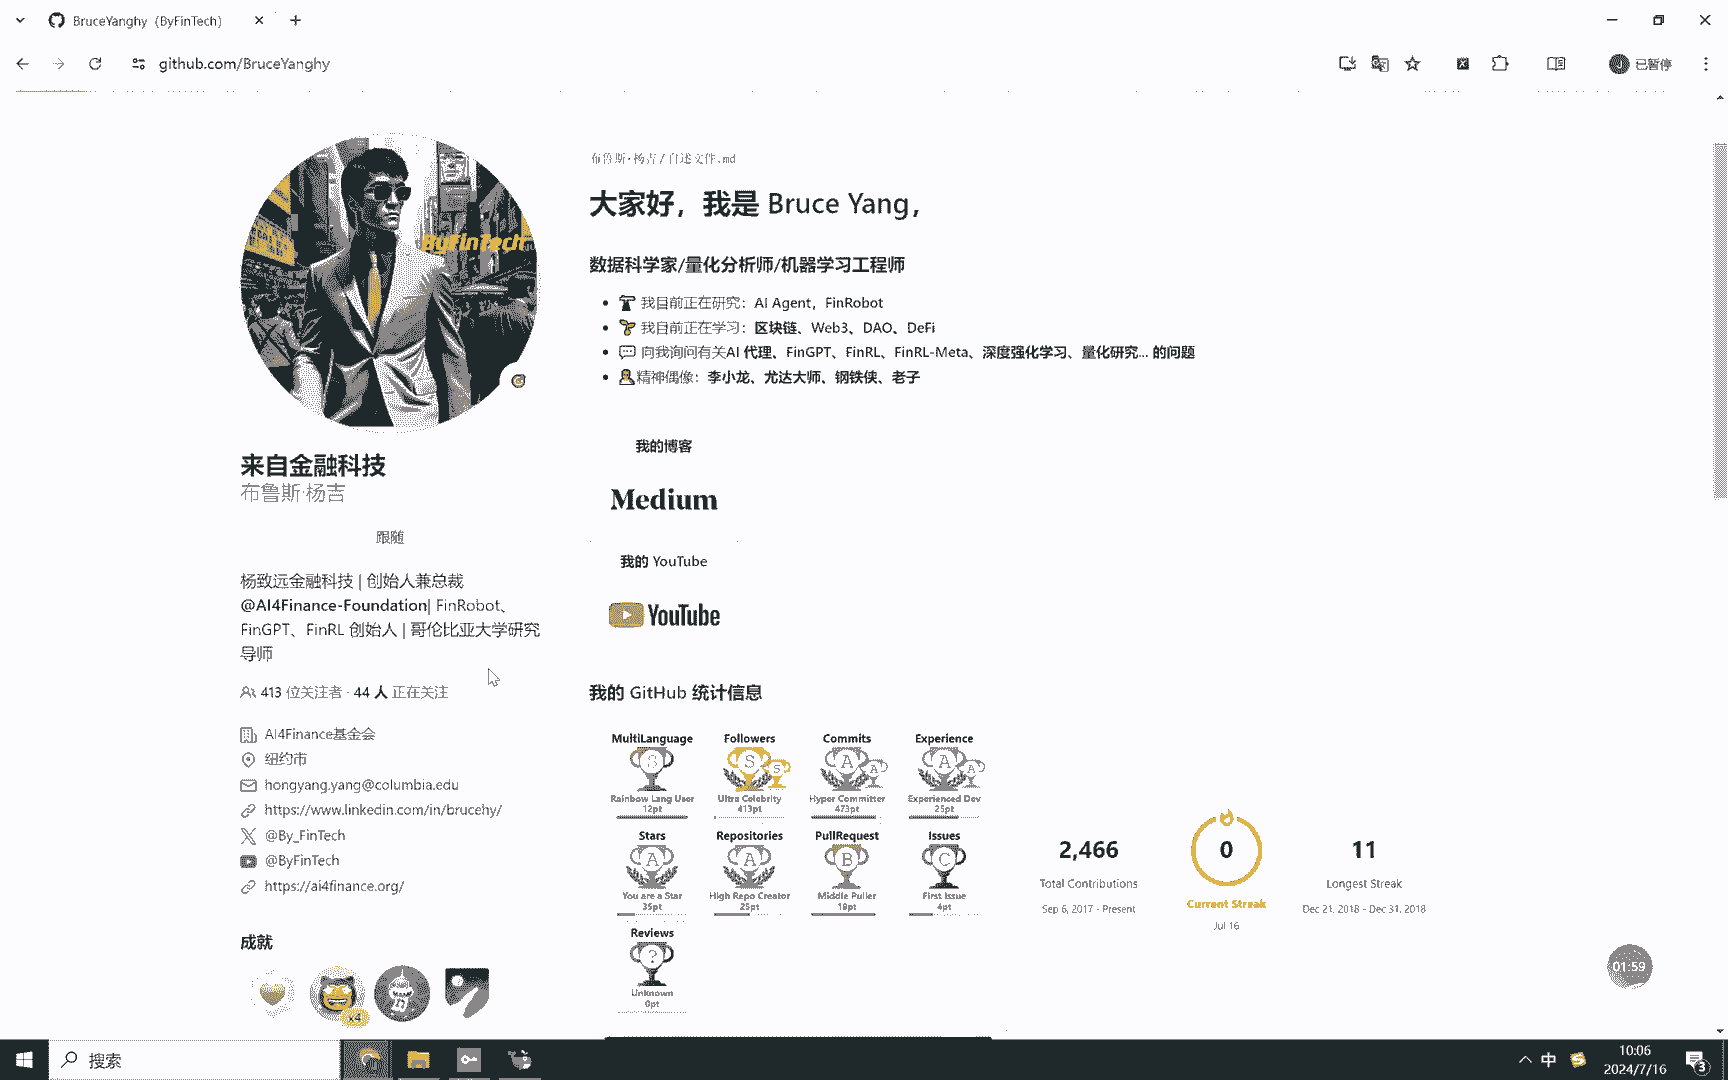 BruceYanghy (ByFinTech)
github.com/BruceYanghy
已暂停
布鲁斯·杨吉 / 自述文件.md
大家好，我是 Bruce Yang，
数据科学家/量化分析师/机器学习工程师
我目前正在研究：AI Agent，FinRobot
我目前正在学习：区块链、Web3、DAO、DeFi
向我询问有关AI 代理、FinGPT、FinRL、FinRL-Meta、深度强化学习、量化研究... 的问题
精神偶像：李小龙、尤达大师、钢铁侠、老子
ByFinTech
我的博客
Medium
我的 YouTube
YouTube
来自金融科技
布鲁斯·杨吉
跟随
杨致远金融科技 | 创始人兼总裁
@AI4Finance-Foundation| FinRobot、
FinGPT、FinRL 创始人 | 哥伦比亚大学研究
导师
413 位关注者 · 44 人 正在关注
AI4Finance基金会
纽约市
hongyang.yang@columbia.edu
https://www.linkedin.com/in/brucehy/
@By_FinTech
@ByFinTech
https://ai4finance.org/
成就
x4
我的 GitHub 统计信息
MultiLanguage Followers Commits Experience
S S S A A A A
Rainbow Lang User Ultra Celebrity Hyper Committer Experienced Dev
12pt 413pt 473pt 25pt
Stars Repositories PullRequest Issues
A A B C
You are a Star High Repo Creator Middle Puller First Issue
35pt 25pt 18pt 4pt
Reviews
?
Unknown
0pt
2,466 0 11
Total Contributions Current Streak Longest Streak
Sep 6, 2017 - Present Jul 16 Dec 21, 2018 - Dec 31, 2018
01:59
搜索
中
10:06
2024/7/16
3